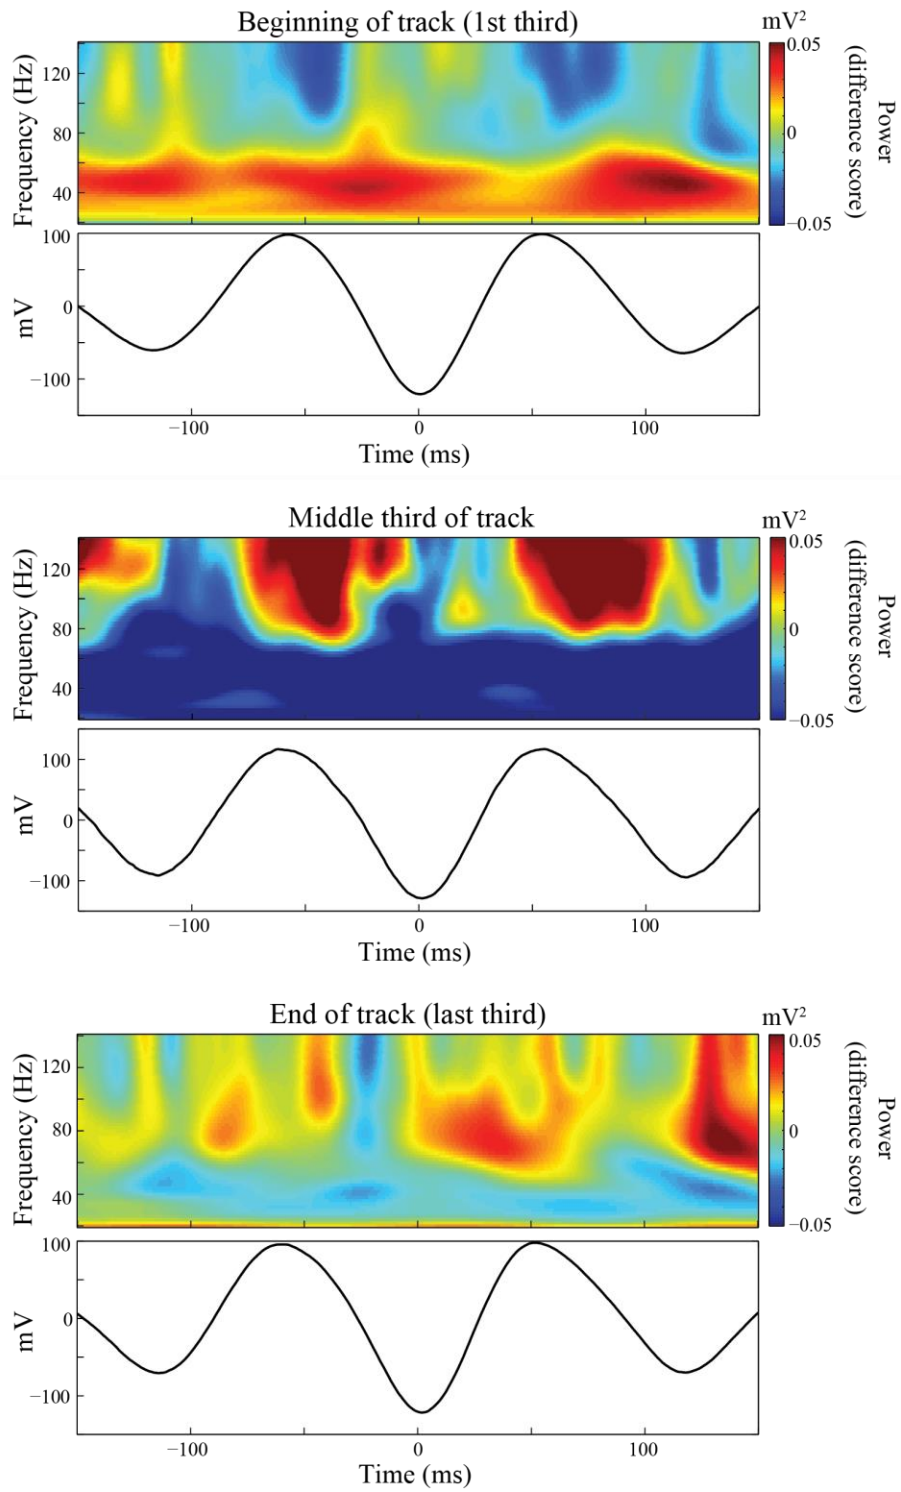 Beginning of track (1st third)
mV2
Frequency (Hz)
120
80
40
0.05
0
−0.05
Power
(difference score)
mV
100
0
−100
−100
0
100
Time (ms)
Middle third of track
mV2
Frequency (Hz)
120
80
40
0.05
0
−0.05
Power
(difference score)
mV
100
0
−100
−100
0
100
Time (ms)
End of track (last third)
mV2
Frequency (Hz)
120
80
40
0.05
0
−0.05
Power
(difference score)
mV
100
0
−100
−100
0
100
Time (ms)